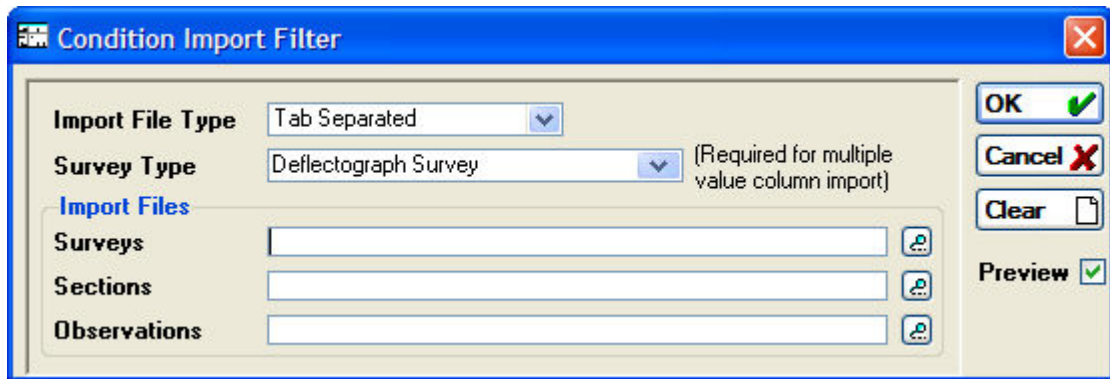 Condition Import Filter
Import File Type Tab Separated
Survey Type Deflectograph Survey (Required for multiple
value column import)
Import Files
Surveys
Sections
Observations
OK
Cancel
Clear
Preview